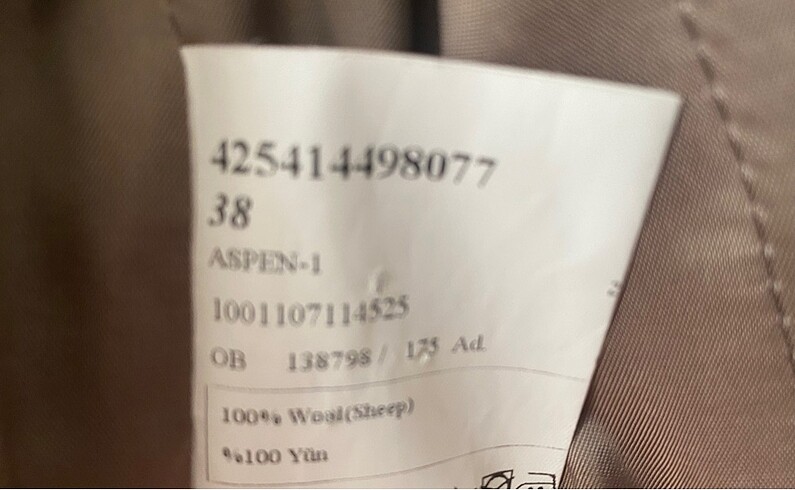 425414498077
38
ASPEN-1
1001107114525
OB 138798 / 175 Ad.
100% Wool(Sheep)
%100 Yün